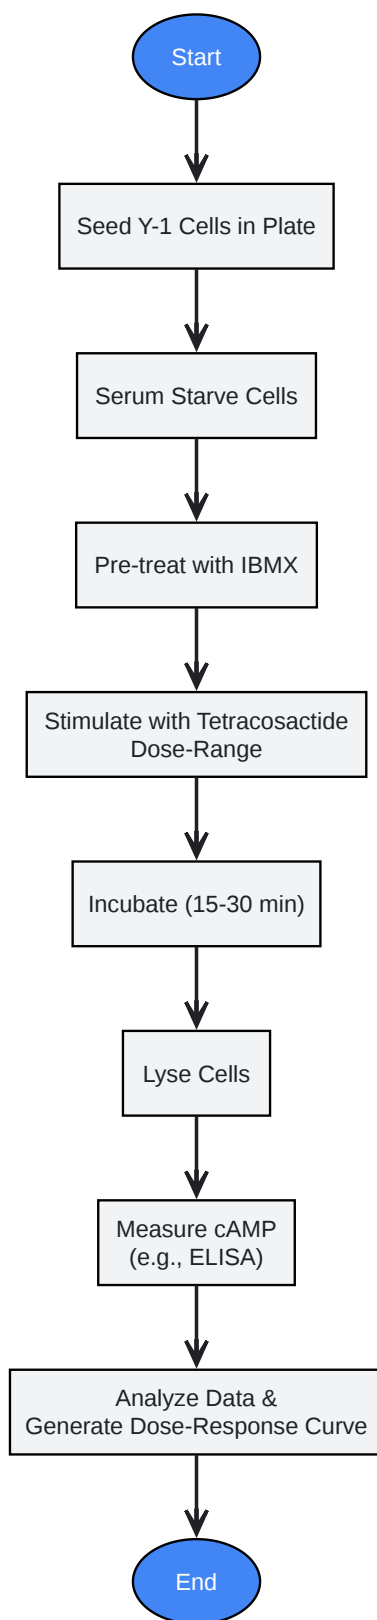 Start
Seed Y-1 Cells in Plate
Serum Starve Cells
Pre-treat with IBMX
Stimulate with Tetracosactide
Dose-Range
Incubate (15-30 min)
Lyse Cells
Measure cAMP
(e.g., ELISA)
Analyze Data &
Generate Dose-Response Curve
End